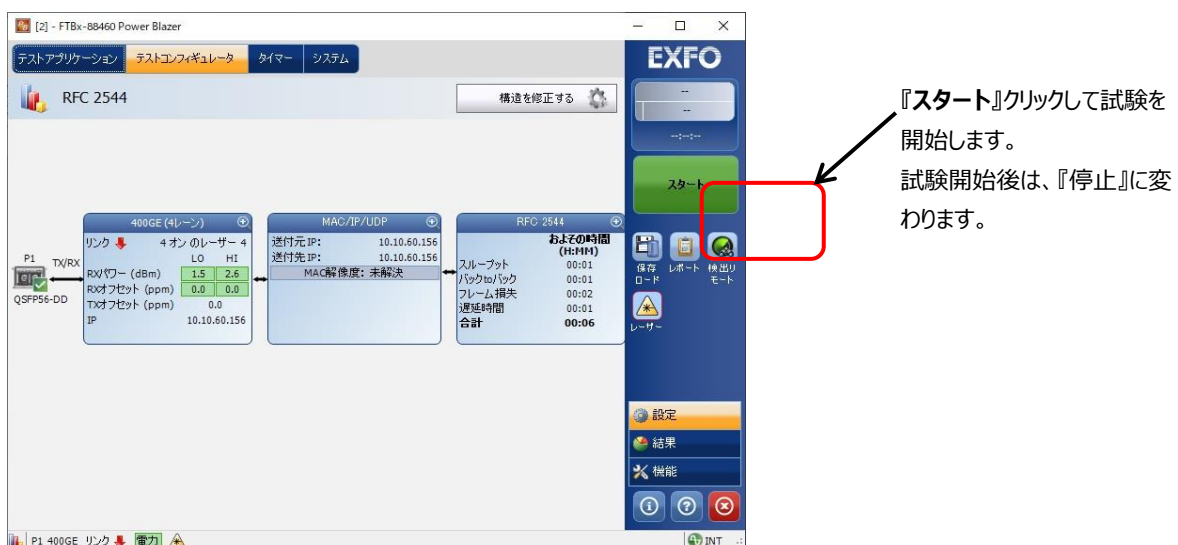 [2] - FTBx-88460 Power Blazer
テストアプリケーション テストコンフィギュレータ タイマー システム
EXFO
RFC 2544
構造を修正する
--
--
--:--:--
スタート
『スタート』クリックして試験を
開始します。
試験開始後は、『停止』に変
わります。
P1
TX/RX
QSFP56-DD
400GE (4レーン)
リンク 4 オン のレーザー 4
LO HI
RXパワー (dBm) 1.5 2.6
RXオフセット (ppm) 0.0 0.0
TXオフセット (ppm) 0.0
IP 10.10.60.156
MAC/IP/UDP
送付元 IP: 10.10.60.156
送付先 IP: 10.10.60.156
MAC解像度: 未解決
RFC 2544
およその時間
(H:MM)
スループット 00:01
バックtoバック 00:01
フレーム損失 00:02
遅延時間 00:01
合計 00:06
保存 レポート 検出り
ロード モード
レーザー
設定
結果
機能
P1 400GE リンク 電力
INT